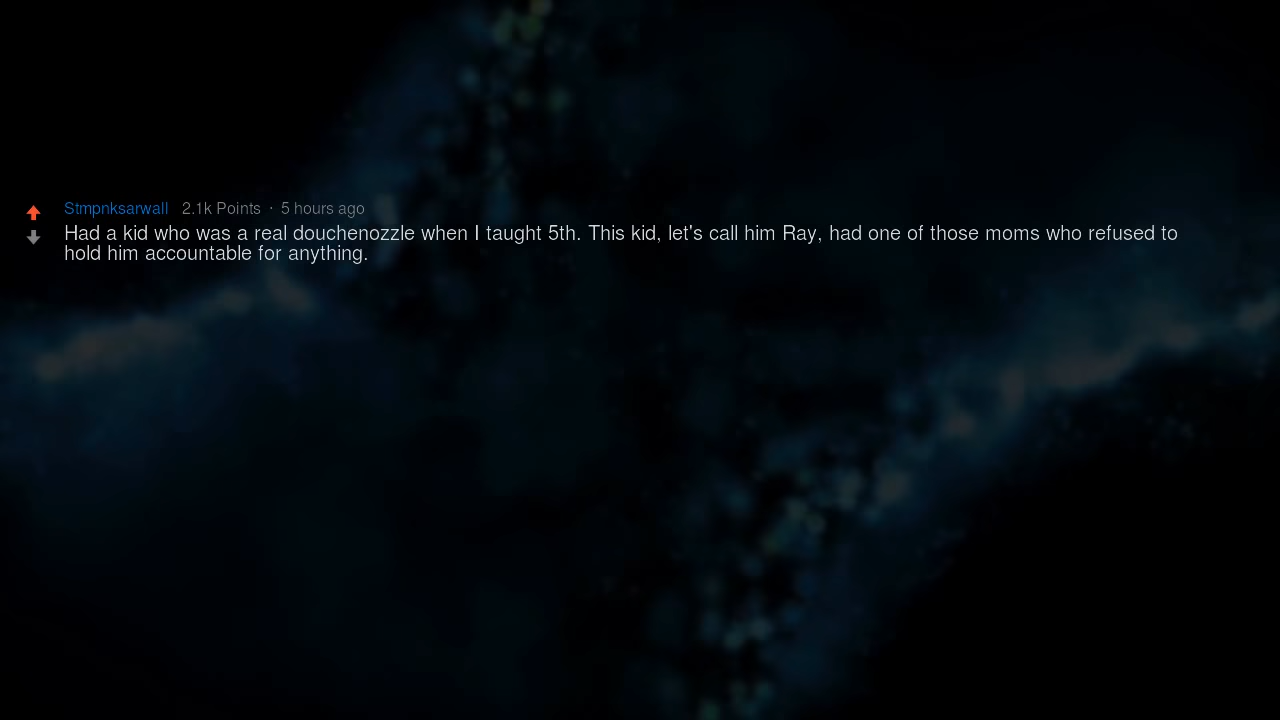 Stmpnksarwall 2.1k Points · 5 hours ago
Had a kid who was a real douchenozzle when I taught 5th. This kid, let's call him Ray, had one of those moms who refused to
hold him accountable for anything.